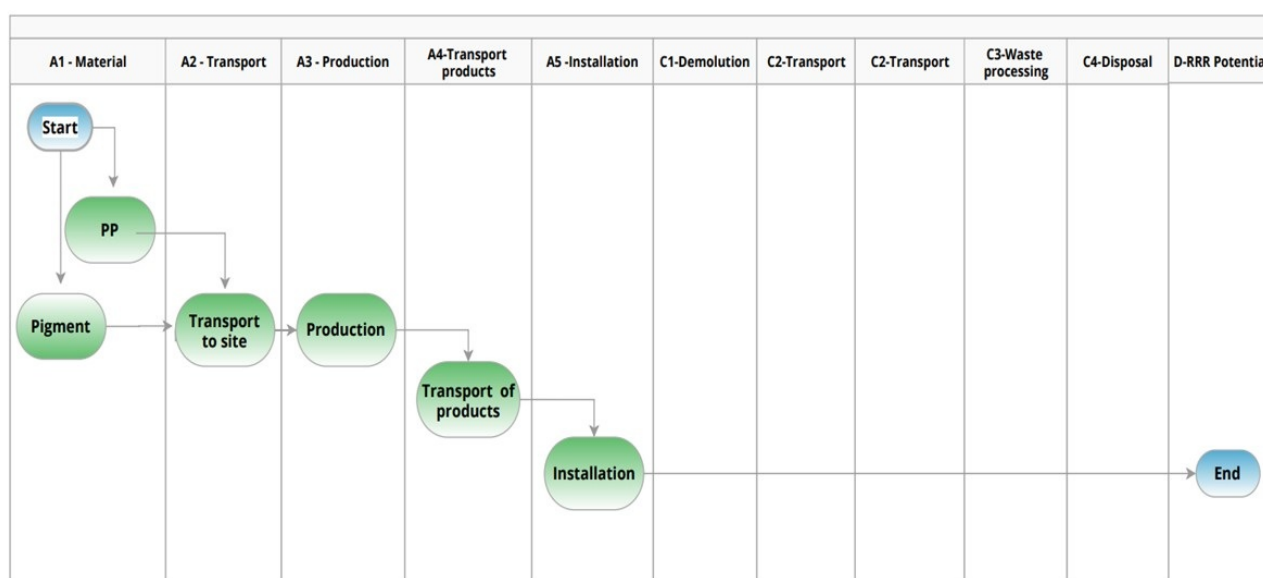 A1 - Material
A2 - Transport
A3 - Production
A4-Transport
products
A5 -Installation
C1-Demolution
C2-Transport
C2-Transport
C3-Waste
processing
C4-Disposal
D-RRR Potentia
Start
PP
Pigment
Transport
to site
Production
Transport of
products
Installation
End